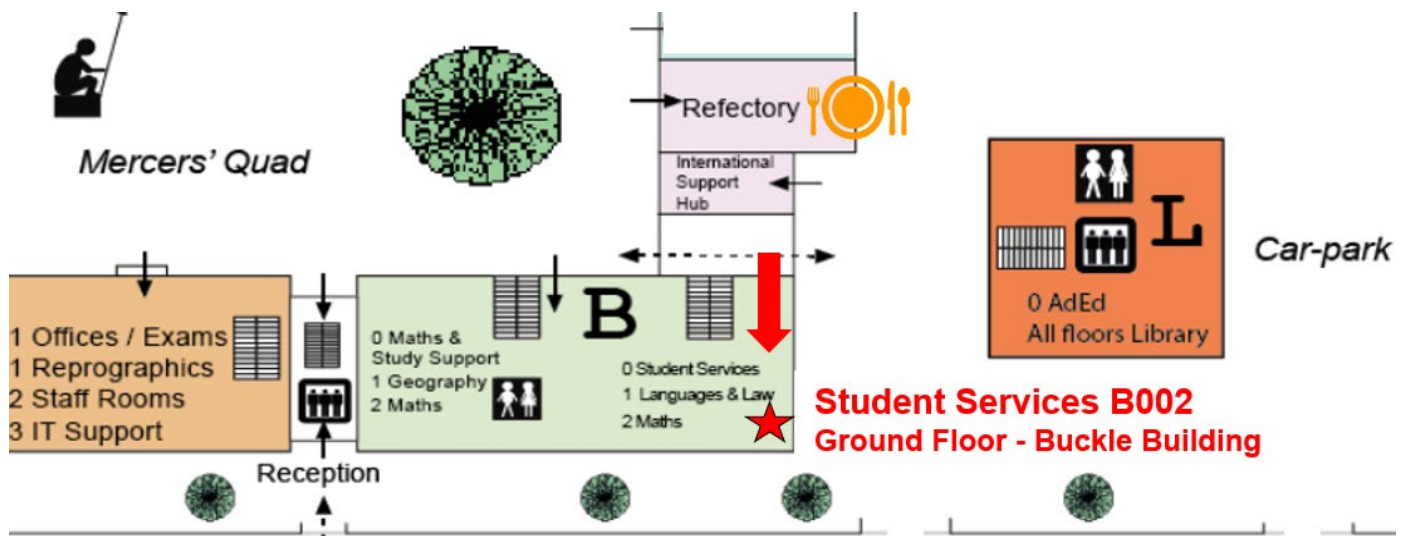 Mercers' Quad
Refectory
International
Support
Hub
L
0 AdEd
All floors Library
Car-park
1 Offices / Exams
1 Reprographics
2 Staff Rooms
3 IT Support
Reception
B
0 Maths &
Study Support
1 Geography
2 Maths
0 Student Services
1 Languages & Law
2 Maths
Student Services B002
Ground Floor - Buckle Building